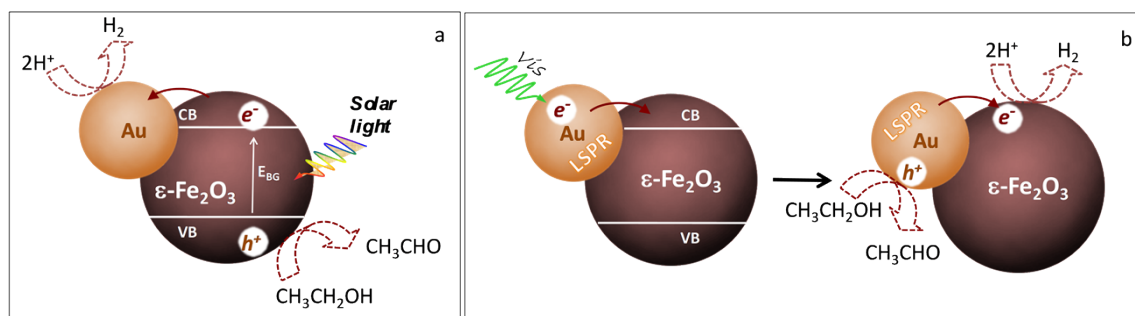 a
H₂
2H⁺
Au
CB
e⁻
Solar
light
E_BG
ε-Fe₂O₃
VB
h⁺
CH₃CHO
CH₃CH₂OH
b
Vis
e⁻
Au
LSPR
CB
ε-Fe₂O₃
VB
2H⁺
H₂
LSPR
e⁻
Au
h⁺
ε-Fe₂O₃
CH₃CH₂OH
CH₃CHO